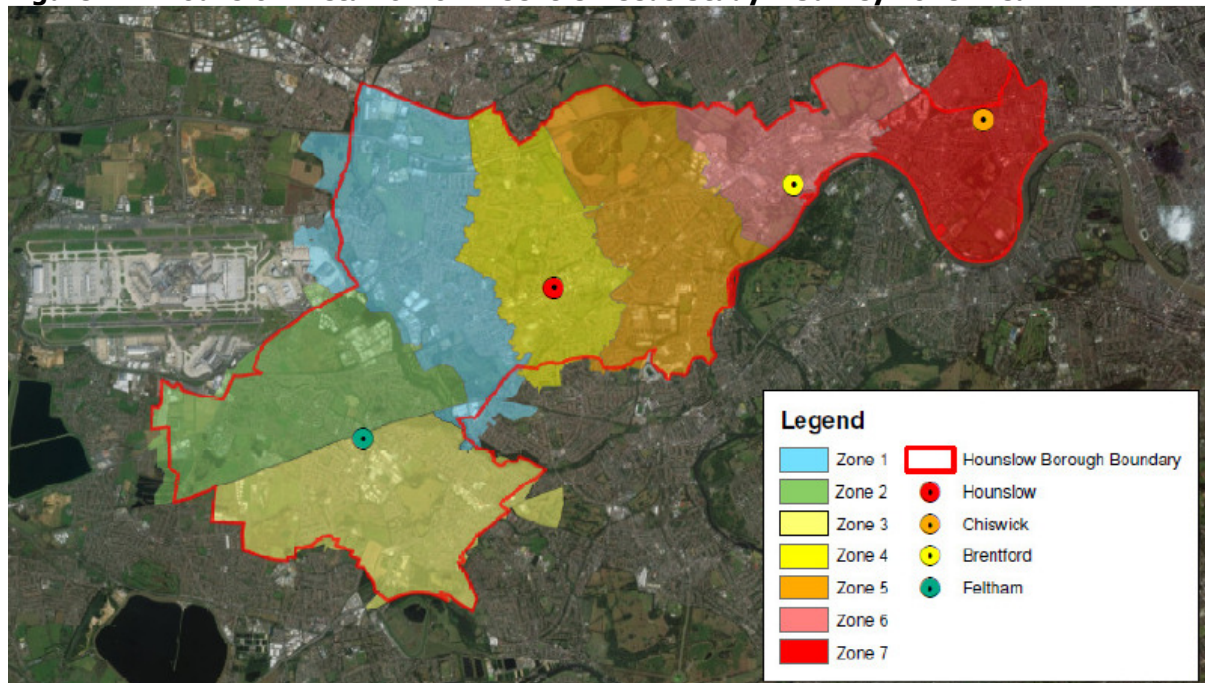 Legend
Zone 1
Zone 2
Zone 3
Zone 4
Zone 5
Zone 6
Zone 7
Hounslow Borough Boundary
Hounslow
Chiswick
Brentford
Feltham